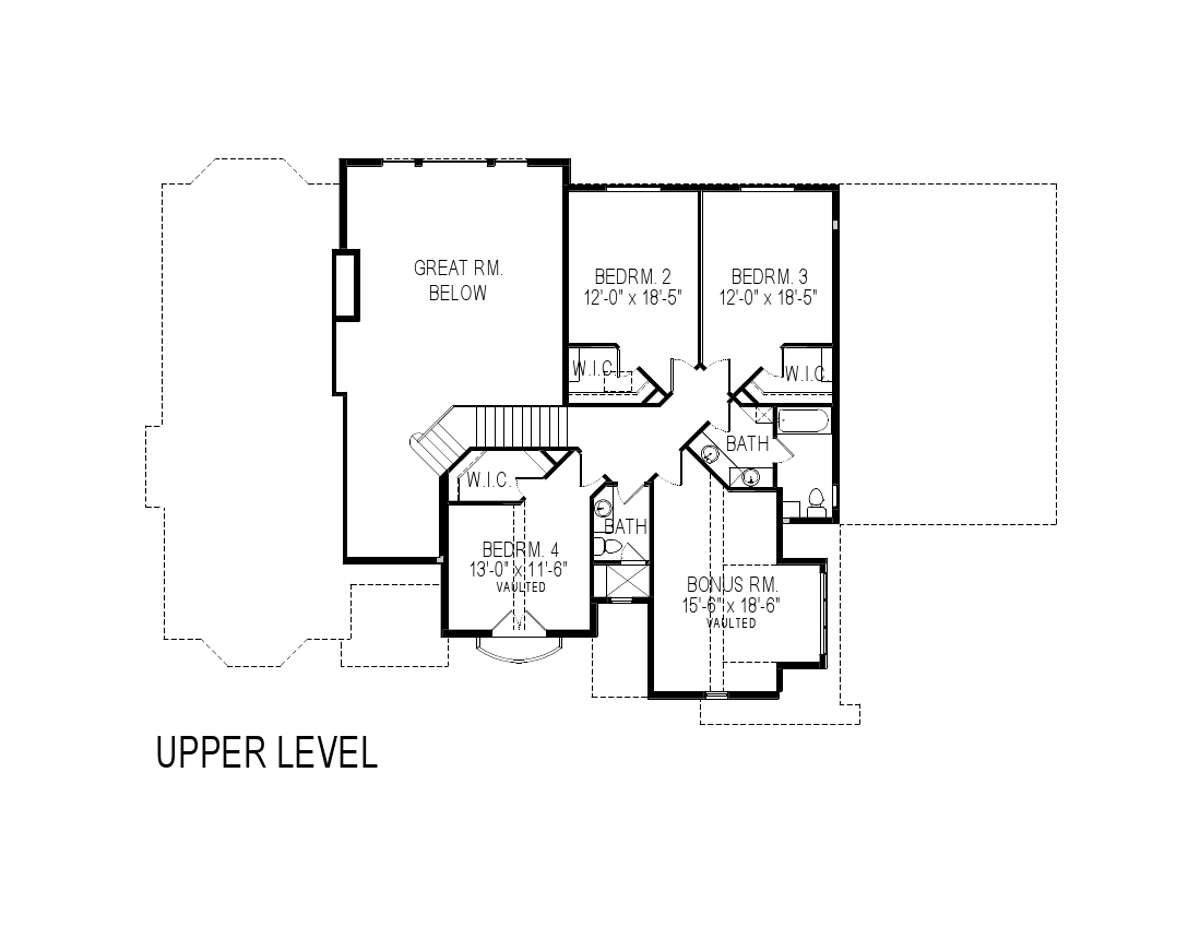 GREAT RM.
BELOW
BEDRM. 2
12'-0" x 18'-5"
BEDRM. 3
12'-0" x 18'-5"
W.I.C.
W.I.C.
BATH
W.I.C.
BATH
BEDRM. 4
13'-0" x 11'-6"
VAULTED
BONUS RM.
15'-6" x 18'-6"
VAULTED
UPPER LEVEL